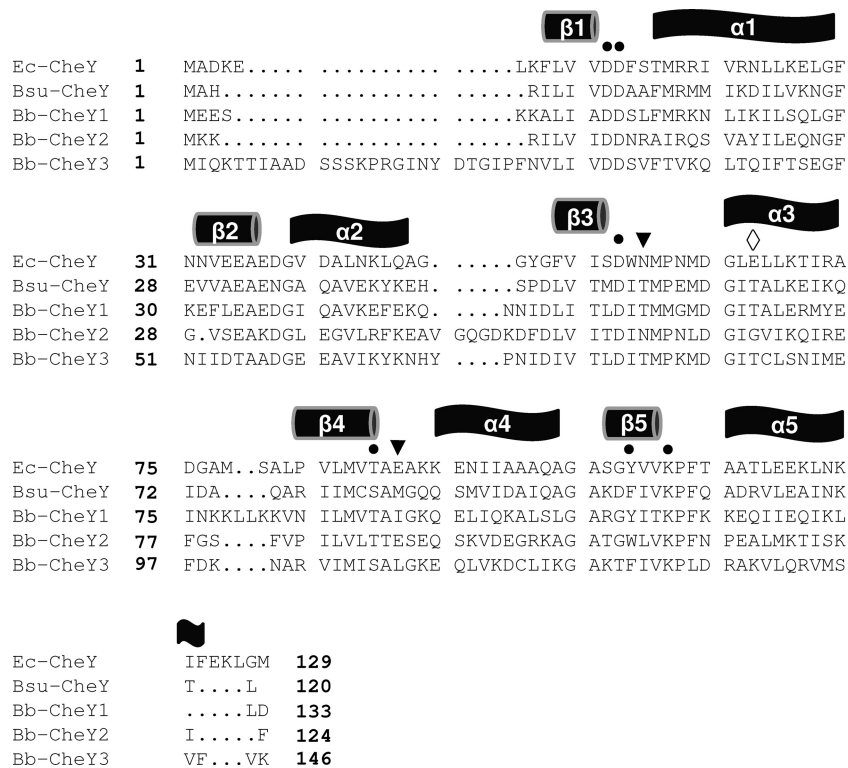 β1 α1
Ec-CheY 1 MADKE..... .......... .......LKFLV VDDFSTMRRI VRNLLKELGF
Bsu-CheY 1 MAH....... .......... .......RILIV VDDAAFMRMM IKDILVKNGF
Bb-CheY1 1 MEES...... .......... .......KKALI ADDSLFMRKN LIKILSQLGF
Bb-CheY2 1 MKK....... .......... .......RILV IDDNRAIRQS VAYILEQNGF
Bb-CheY3 1 MIQKTTIAAD SSSKPRGINY DTGIPFNVLI VDDSVFTVKQ LTQIFTSEGF
β2 α2 β3 α3
Ec-CheY 31 NNVEEAEDGV DALNKLQAG. .....GYGFV ISDWNMPNMD GLELLKTIRA
Bsu-CheY 28 EVVAEAENGA QAVEKYKEH. .....SPDLV TMDITMPEMD GITALKEIKQ
Bb-CheY1 30 KEFLEAEDGI QAVKEFEKQ. ...NNIDLI TLDITMMGMD GITALERMYE
Bb-CheY2 28 G.VSEAKDGL EGVLRFKEAV GQGDKDFDLV ITDINMPNLD GIGVIKQIRE
Bb-CheY3 51 NIIDTAADGE EAVIKYKNHY ....PNIDIV TLDITMPKMD GITCLSNIME
β4 α4 β5 α5
Ec-CheY 75 DGAM..SALP VLMVTAEAKK ENIIAAAQAG ASGYVVKPFT AATLEEKLNK
Bsu-CheY 72 IDA....QAR IIMCSAMGQQ SMVIDAIQAG AKDFIVKPFQ ADRVLEAINK
Bb-CheY1 75 INKKLLKKVN ILMVTAIGKQ ELIQKALSLG ARGYITKPFK KEQIIEQIKL
Bb-CheY2 77 FGS....FVP ILVLTTESEQ SKVDEGRKAG ATGWLVKPFN PEALMKTISK
Bb-CheY3 97 FDK....NAR VIMISALGKE QLVKDCLIKG AKTFIVKPLD RAKVLQRVMS
Ec-CheY IFEKLGM 129
Bsu-CheY T....L 120
Bb-CheY1 .....LD 133
Bb-CheY2 I.....F 124
Bb-CheY3 VF...VK 146